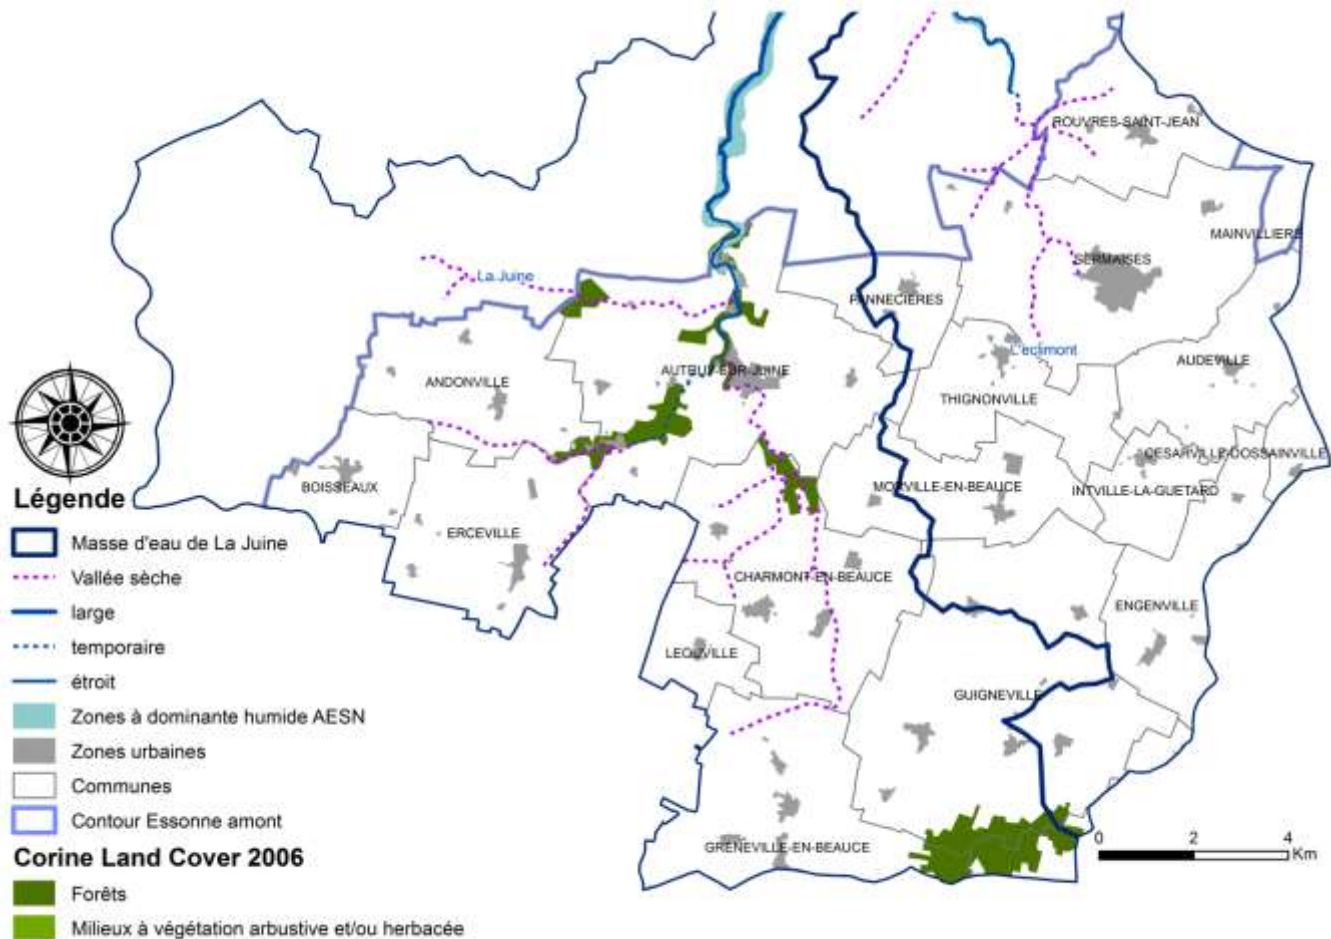 ROUVRES-SAINT-JEAN
MAINVILLIERE
SERMAISES
La Juine
PANNECIERES
L'eclimont
AUDEVILLE
AUTRUY-SUR-JUINE
ANDONVILLE
THIGNONVILLE
CESARVILLE-DOSSAINVILLE
BOISSEAUX
MORVILLE-EN-BEAUCE
INTVILLE-LA-GUETARD
ERCEVILLE
CHARMONT-EN-BEAUCE
ENGENVILLE
LEOUVILLE
GUIGNEVILLE
GRENEVILLE-EN-BEAUCE
Légende
Masse d'eau de La Juine
Vallée sèche
large
temporaire
étroit
Zones à dominante humide AESN
Zones urbaines
Communes
Contour Essonne amont
Corine Land Cover 2006
Forêts
Milieux à végétation arbustive et/ou herbacée
0 2 4
Km